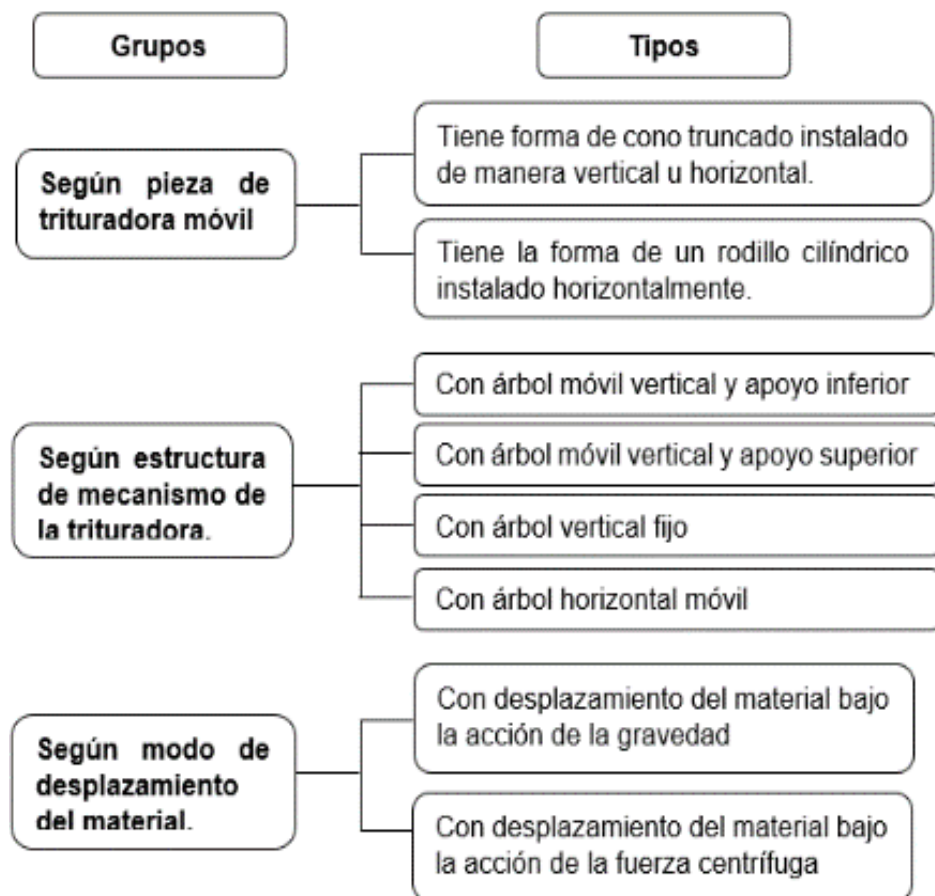 Grupos
Tipos
Según pieza de
trituradora móvil
Tiene forma de cono truncado instalado
de manera vertical u horizontal.
Tiene la forma de un rodillo cilíndrico
instalado horizontalmente.
Según estructura
de mecanismo de
la trituradora.
Con árbol móvil vertical y apoyo inferior
Con árbol móvil vertical y apoyo superior
Con árbol vertical fijo
Con árbol horizontal móvil
Según modo de
desplazamiento
del material.
Con desplazamiento del material bajo
la acción de la gravedad
Con desplazamiento del material bajo
la acción de la fuerza centrífuga